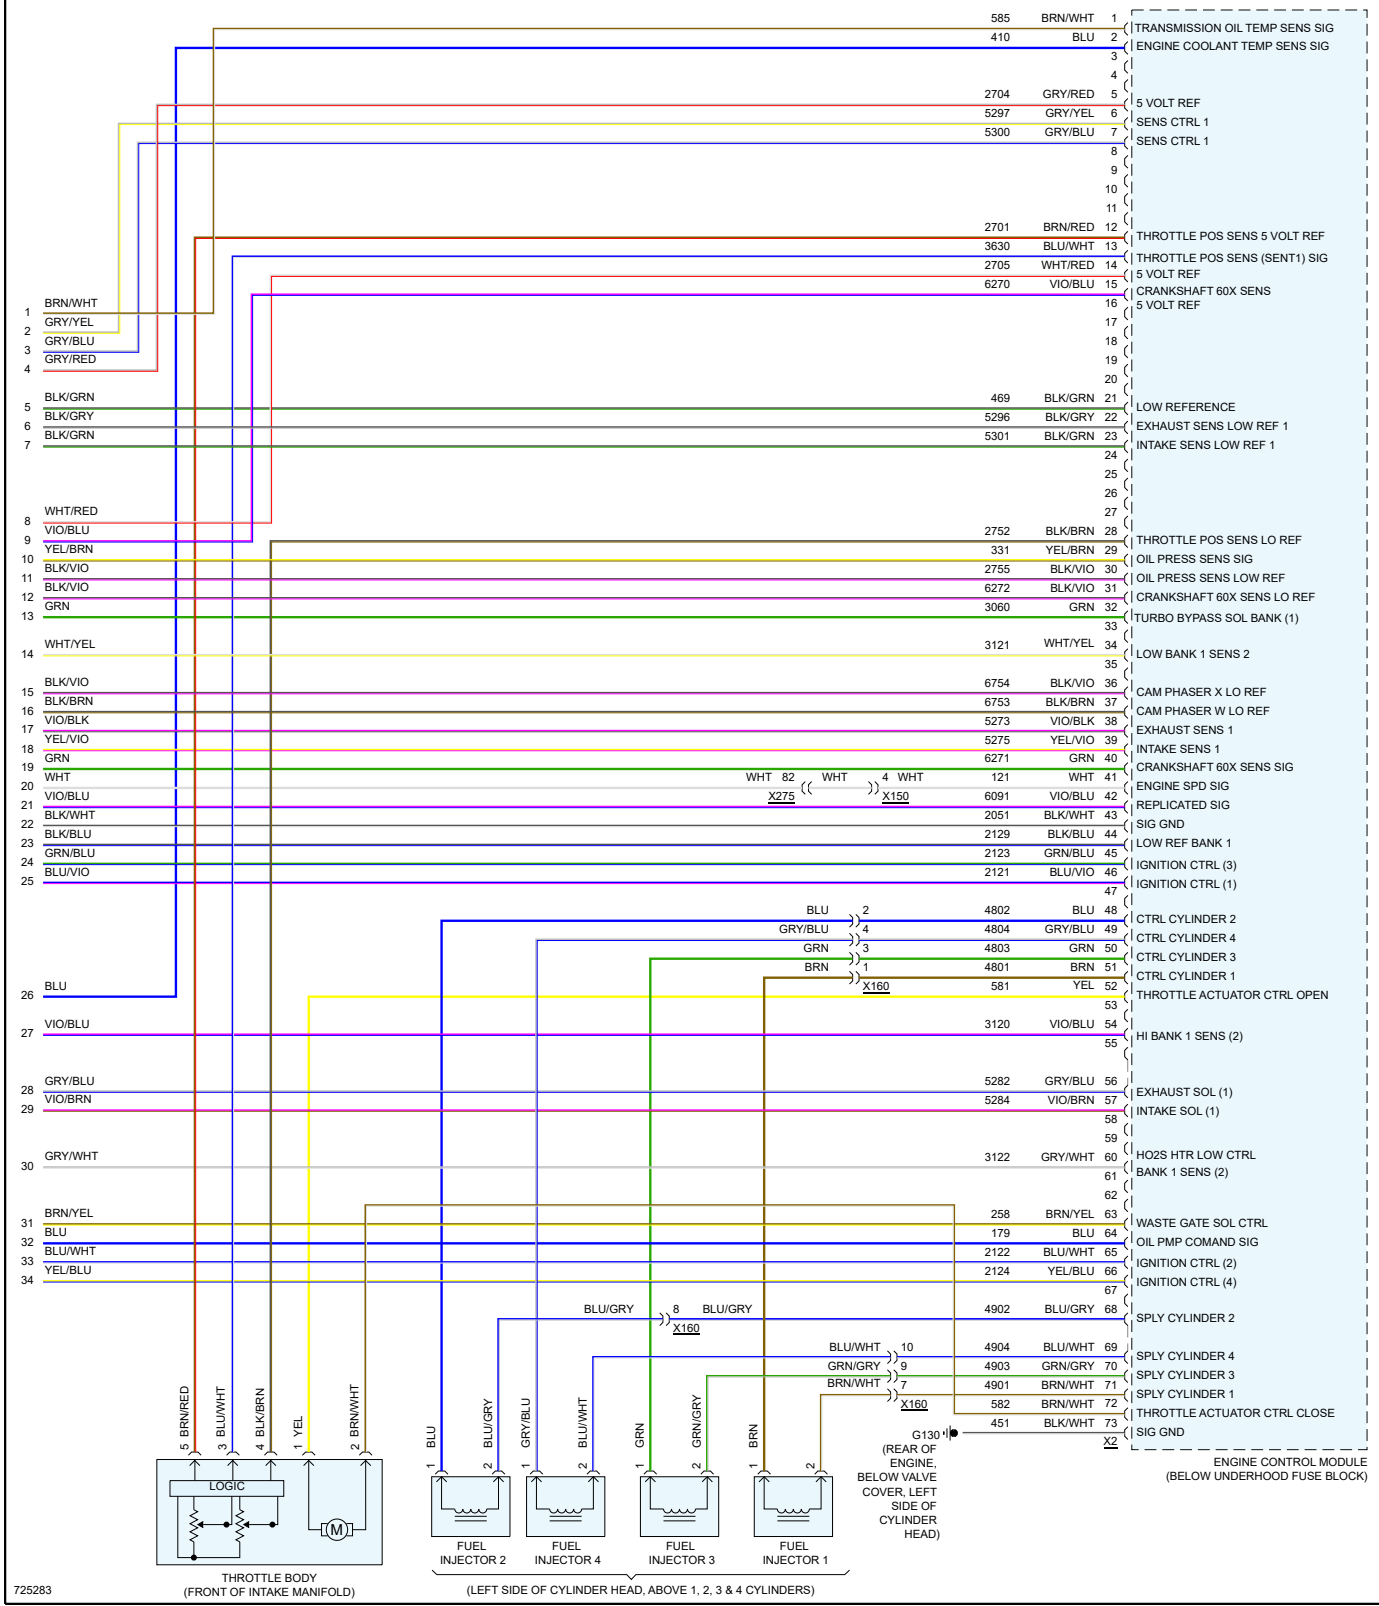 585 BRN/WHT 1 TRANSMISSION OIL TEMP SENS SIG
410 BLU 2 ENGINE COOLANT TEMP SENS SIG
3
4
2704 GRY/RED 5 5 VOLT REF
5297 GRY/YEL 6 SENS CTRL 1
5300 GRY/BLU 7 SENS CTRL 1
8
9
10
11
2701 BRN/RED 12 THROTTLE POS SENS 5 VOLT REF
3630 BLU/WHT 13 THROTTLE POS SENS (SENT1) SIG
2705 WHT/RED 14 5 VOLT REF
6270 VIO/BLU 15 CRANKSHAFT 60X SENS
16 5 VOLT REF
1 BRN/WHT
17
2 GRY/YEL
18
3 GRY/BLU
19
4 GRY/RED
20
5 BLK/GRN 469 BLK/GRN 21 LOW REFERENCE
6 BLK/GRY 5296 BLK/GRY 22 EXHAUST SENS LOW REF 1
7 BLK/GRN 5301 BLK/GRN 23 INTAKE SENS LOW REF 1
24
25
26
27
8 WHT/RED
9 VIO/BLU 2752 BLK/BRN 28 THROTTLE POS SENS LO REF
10 YEL/BRN 331 YEL/BRN 29 OIL PRESS SENS SIG
11 BLK/VIO 2755 BLK/VIO 30 OIL PRESS SENS LOW REF
12 BLK/VIO 6272 BLK/VIO 31 CRANKSHAFT 60X SENS LO REF
13 GRN 3060 GRN 32 TURBO BYPASS SOL BANK (1)
33
14 WHT/YEL 3121 WHT/YEL 34 LOW BANK 1 SENS 2
35
15 BLK/VIO 6754 BLK/VIO 36 CAM PHASER X LO REF
16 BLK/BRN 6753 BLK/BRN 37 CAM PHASER W LO REF
17 VIO/BLK 5273 VIO/BLK 38 EXHAUST SENS 1
18 YEL/VIO 5275 YEL/VIO 39 INTAKE SENS 1
19 GRN 6271 GRN 40 CRANKSHAFT 60X SENS SIG
20 WHT WHT 82 WHT 4 WHT 121 WHT 41 ENGINE SPD SIG
X275 X150
21 VIO/BLU 6091 VIO/BLU 42 REPLICATED SIG
22 BLK/WHT 2051 BLK/WHT 43 SIG GND
23 BLK/BLU 2129 BLK/BLU 44 LOW REF BANK 1
24 GRN/BLU 2123 GRN/BLU 45 IGNITION CTRL (3)
25 BLU/VIO 2121 BLU/VIO 46 IGNITION CTRL (1)
47
BLU 2 4802 BLU 48 CTRL CYLINDER 2
GRY/BLU 4 4804 GRY/BLU 49 CTRL CYLINDER 4
GRN 3 4803 GRN 50 CTRL CYLINDER 3
BRN 1 4801 BRN 51 CTRL CYLINDER 1
X160
26 BLU 581 YEL 52 THROTTLE ACTUATOR CTRL OPEN
53
27 VIO/BLU 3120 VIO/BLU 54 HI BANK 1 SENS (2)
55
28 GRY/BLU 5282 GRY/BLU 56 EXHAUST SOL (1)
29 VIO/BRN 5284 VIO/BRN 57 INTAKE SOL (1)
58
59
30 GRY/WHT 3122 GRY/WHT 60 HO2S HTR LOW CTRL
61 BANK 1 SENS (2)
62
31 BRN/YEL 258 BRN/YEL 63 WASTE GATE SOL CTRL
32 BLU 179 BLU 64 OIL PMP COMAND SIG
33 BLU/WHT 2122 BLU/WHT 65 IGNITION CTRL (2)
34 YEL/BLU 2124 YEL/BLU 66 IGNITION CTRL (4)
67
BLU/GRY 8 BLU/GRY 4902 BLU/GRY 68 SPLY CYLINDER 2
X160
BLU/WHT 10 4904 BLU/WHT 69 SPLY CYLINDER 4
GRN/GRY 9 4903 GRN/GRY 70 SPLY CYLINDER 3
BRN/WHT 7 4901 BRN/WHT 71 SPLY CYLINDER 1
X160
582 BRN/WHT 72 THROTTLE ACTUATOR CTRL CLOSE
451 BLK/WHT 73 SIG GND
X2
ENGINE CONTROL MODULE
(BELOW UNDERHOOD FUSE BLOCK)
G130
(REAR OF
ENGINE,
BELOW VALVE
COVER, LEFT
SIDE OF
CYLINDER
HEAD)
5 BRN/RED
3 BLU/WHT
4 BLK/BRN
1 YEL
2 BRN/WHT
1 BLU
2 BLU/GRY
1 GRY/BLU
2 BLU/WHT
1 GRN
2 GRN/GRY
1 BRN
2
LOGIC
M
THROTTLE BODY
(FRONT OF INTAKE MANIFOLD)
FUEL
INJECTOR 2
FUEL
INJECTOR 4
FUEL
INJECTOR 3
FUEL
INJECTOR 1
(LEFT SIDE OF CYLINDER HEAD, ABOVE 1, 2, 3 & 4 CYLINDERS)
725283